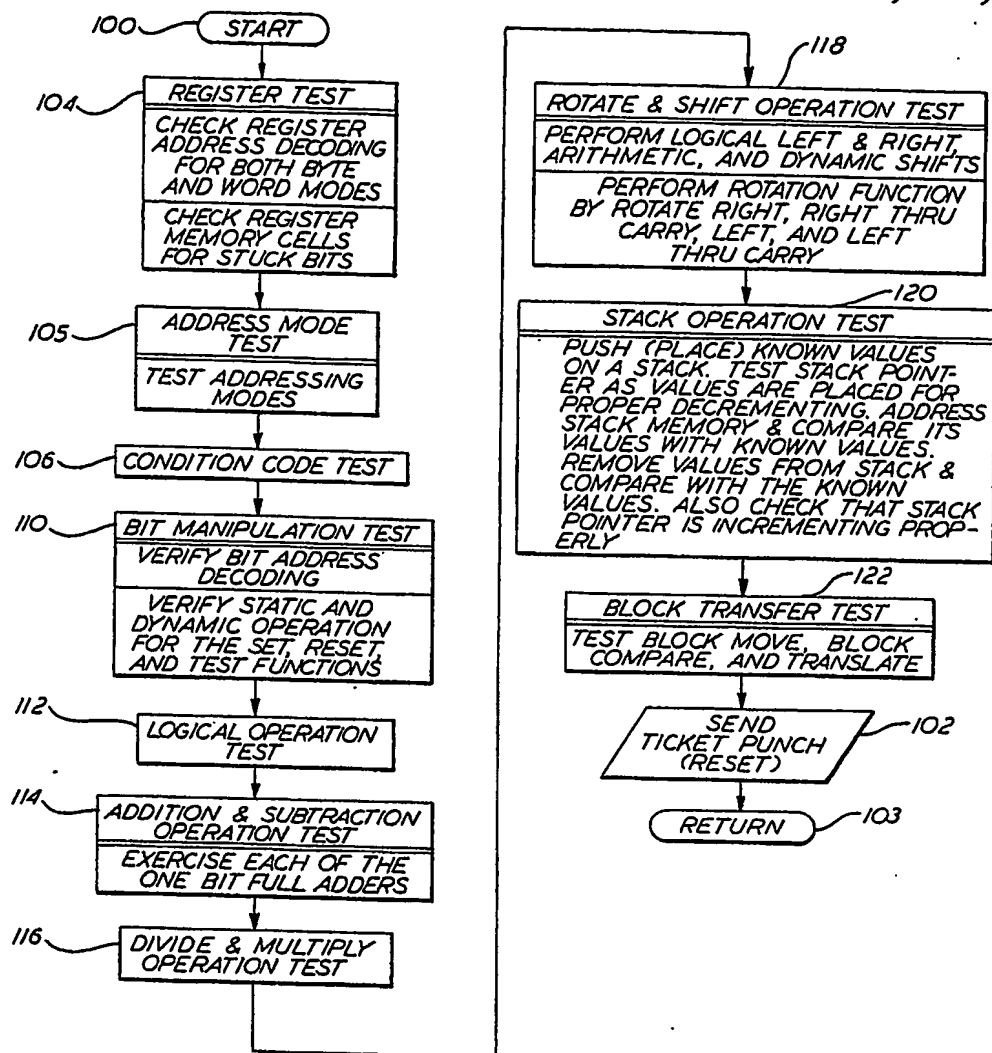 100
START
104
REGISTER TEST
CHECK REGISTER
ADDRESS DECODING
FOR BOTH BYTE
AND WORD MODES
CHECK REGISTER
MEMORY CELLS
FOR STUCK BITS
105
ADDRESS MODE
TEST
TEST ADDRESSING
MODES
106
CONDITION CODE TEST
110
BIT MANIPULATION TEST
VERIFY BIT ADDRESS
DECODING
VERIFY STATIC AND
DYNAMIC OPERATION
FOR THE SET, RESET,
AND TEST FUNCTIONS
112
LOGICAL OPERATION
TEST
114
ADDITION & SUBTRACTION
OPERATION TEST
EXERCISE EACH OF THE
ONE BIT FULL ADDERS
116
DIVIDE & MULTIPLY
OPERATION TEST
118
ROTATE & SHIFT OPERATION TEST
PERFORM LOGICAL LEFT & RIGHT,
ARITHMETIC, AND DYNAMIC SHIFTS
PERFORM ROTATION FUNCTION
BY ROTATE RIGHT, RIGHT THRU
CARRY, LEFT, AND LEFT
THRU CARRY
120
STACK OPERATION TEST
PUSH (PLACE) KNOWN VALUES
ON A STACK. TEST STACK POINT-
ER AS VALUES ARE PLACED FOR
PROPER DECREMENTING. ADDRESS
STACK MEMORY & COMPARE ITS
VALUES WITH KNOWN VALUES.
REMOVE VALUES FROM STACK &
COMPARE WITH THE KNOWN
VALUES. ALSO CHECK THAT STACK
POINTER IS INCREMENTING PROP-
ERLY
122
BLOCK TRANSFER TEST
TEST BLOCK MOVE, BLOCK
COMPARE, AND TRANSLATE
SEND
TICKET PUNCH
(RESET)
102
RETURN
103